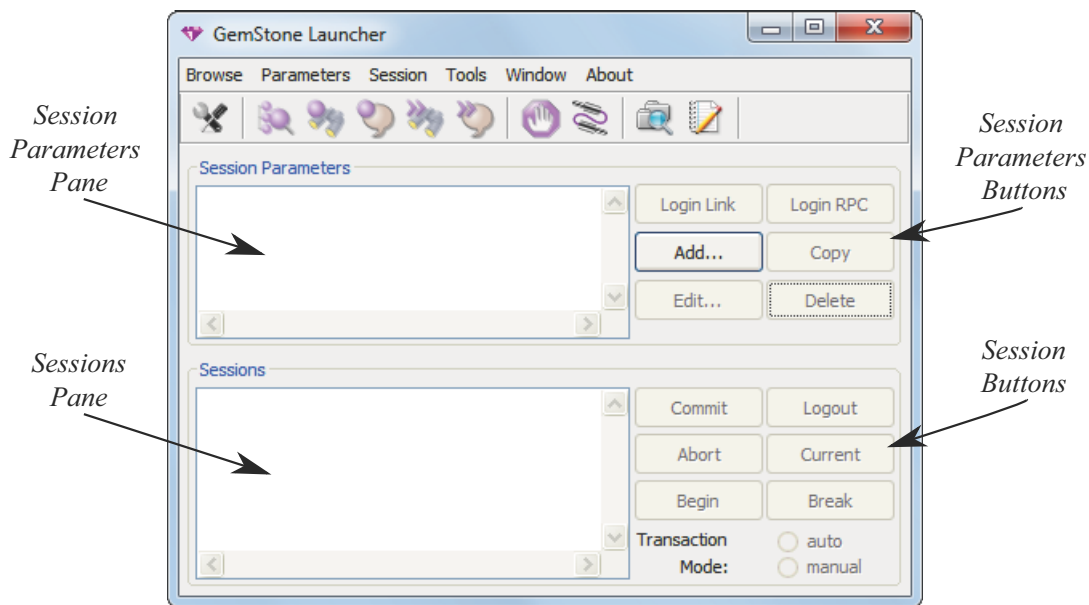 GemStone Launcher
Browse Parameters Session Tools Window About
Session
Parameters
Pane
Session
Parameters
Buttons
Session Parameters
Login Link Login RPC
Add... Copy
Edit... Delete
Sessions
Pane
Session
Buttons
Sessions
Commit Logout
Abort Current
Begin Break
Transaction auto
Mode: manual